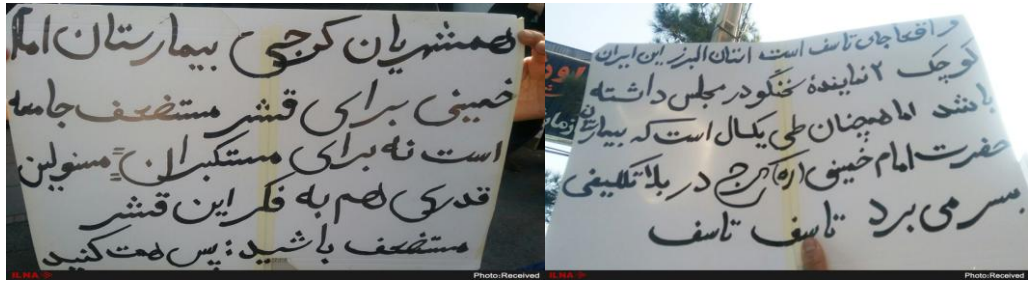 همشهریان کرجی بیمارستان امام
خمینی برای قشر مستضعف جامعه
است نه برای مستکبران = مسئولین
قدری هم به فکر این قشر
مستضعف باشید؛ پس همت کنید
ILNA
Photo:Received
واقعا جای تاسف است استان البرز این ایران
کوچک ۲ نماینده سخنگو در مجلس داشته
باشد اما همچنان طی یکسال است که بیمارستان
حضرت امام خمینی (ره) کرج در بلاتکلیفی
بسر می برد تاسف تاسف
ILNA
Photo:Received